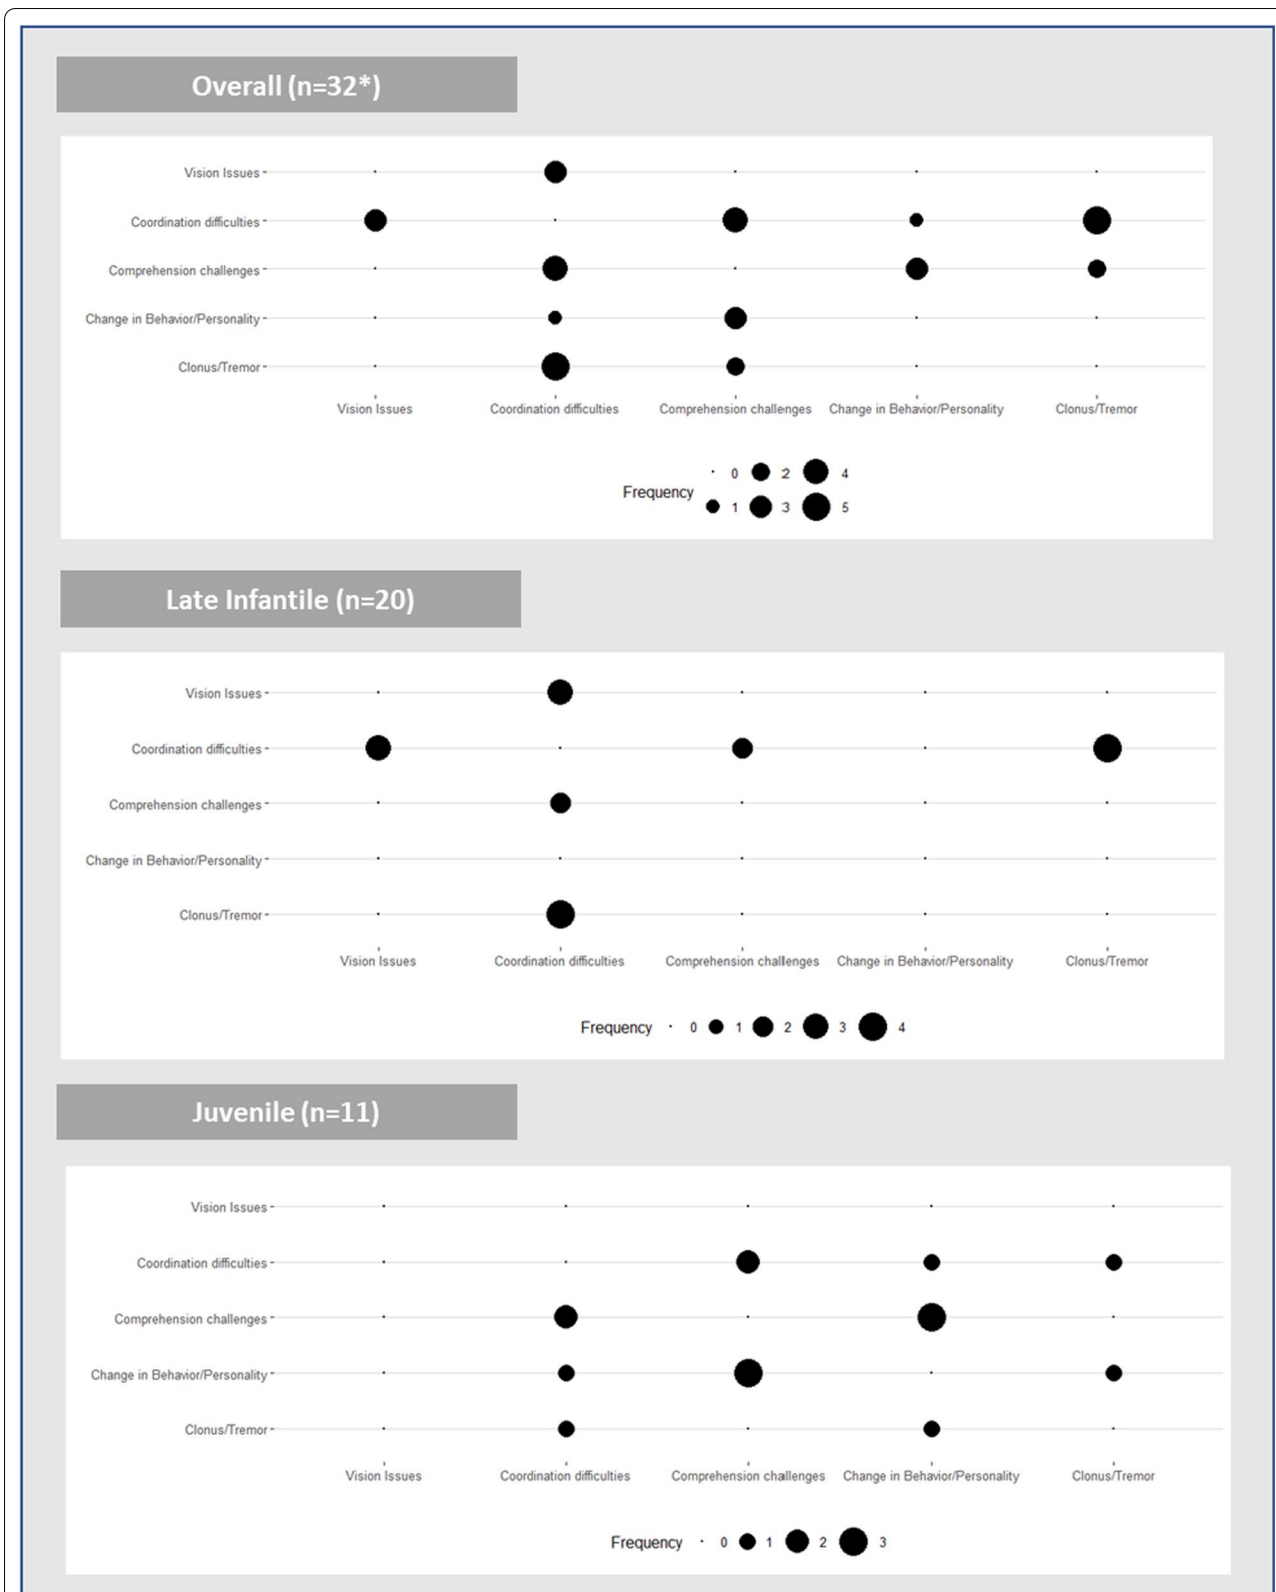 Overall (n=32*)
Vision Issues
Coordination difficulties
Comprehension challenges
Change in Behavior/Personality
Clonus/Tremor
Vision Issues Coordination difficulties Comprehension challenges Change in Behavior/Personality Clonus/Tremor
Frequency
0 2 4
1 3 5
Late Infantile (n=20)
Vision Issues
Coordination difficulties
Comprehension challenges
Change in Behavior/Personality
Clonus/Tremor
Vision Issues Coordination difficulties Comprehension challenges Change in Behavior/Personality Clonus/Tremor
Frequency 0 1 2 3 4
Juvenile (n=11)
Vision Issues
Coordination difficulties
Comprehension challenges
Change in Behavior/Personality
Clonus/Tremor
Vision Issues Coordination difficulties Comprehension challenges Change in Behavior/Personality Clonus/Tremor
Frequency 0 1 2 3